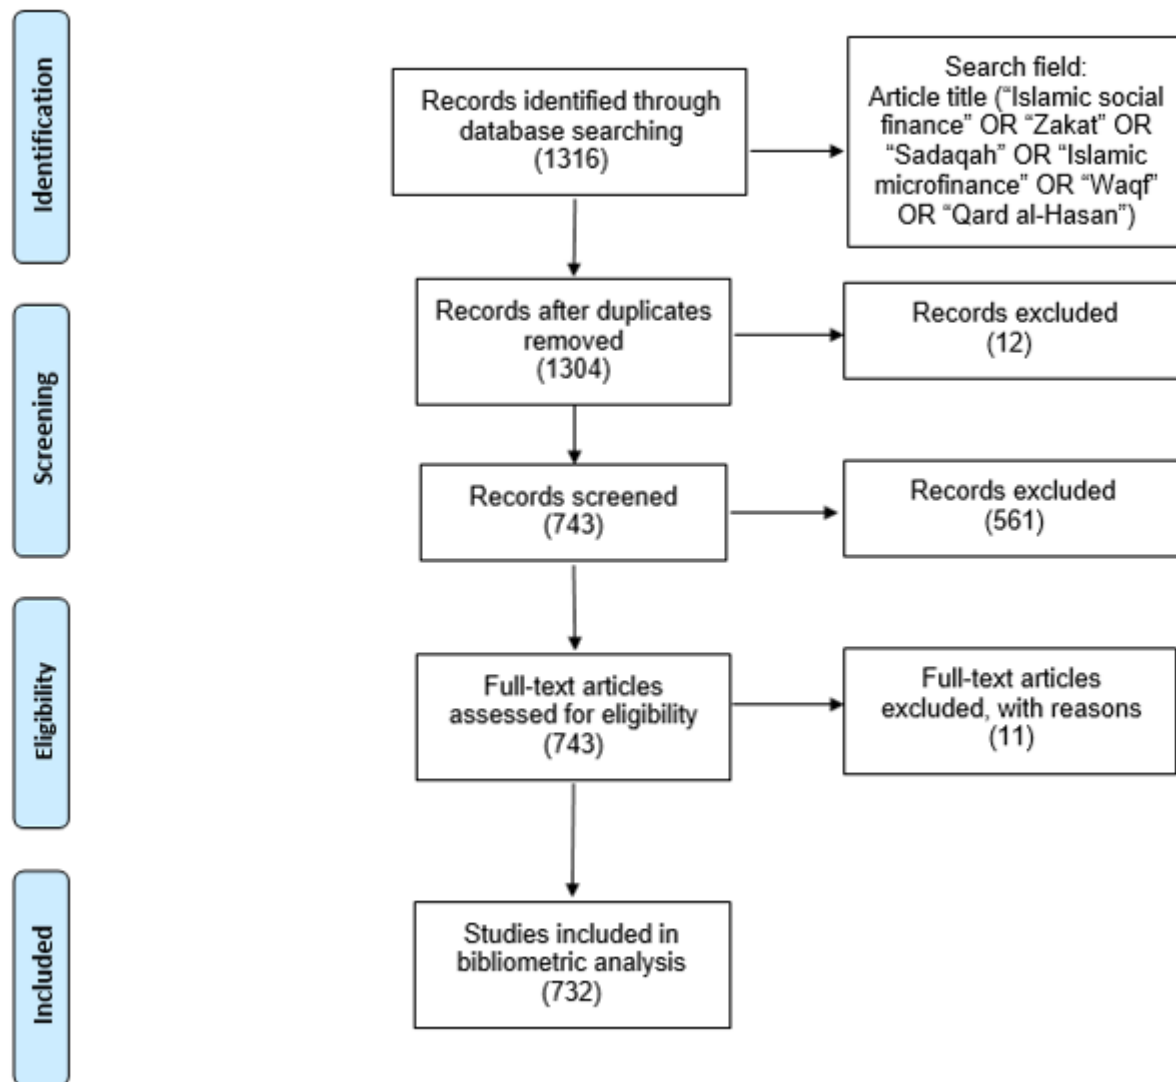 Identification
Records identified through
database searching
(1316)
Search field:
Article title (“Islamic social
finance” OR “Zakat” OR
“Sadaqah” OR “Islamic
microfinance” OR “Waqf”
OR “Qard al-Hasan”)
Screening
Records after duplicates
removed
(1304)
Records excluded
(12)
Records screened
(743)
Records excluded
(561)
Eligibility
Full-text articles
assessed for eligibility
(743)
Full-text articles
excluded, with reasons
(11)
Included
Studies included in
bibliometric analysis
(732)